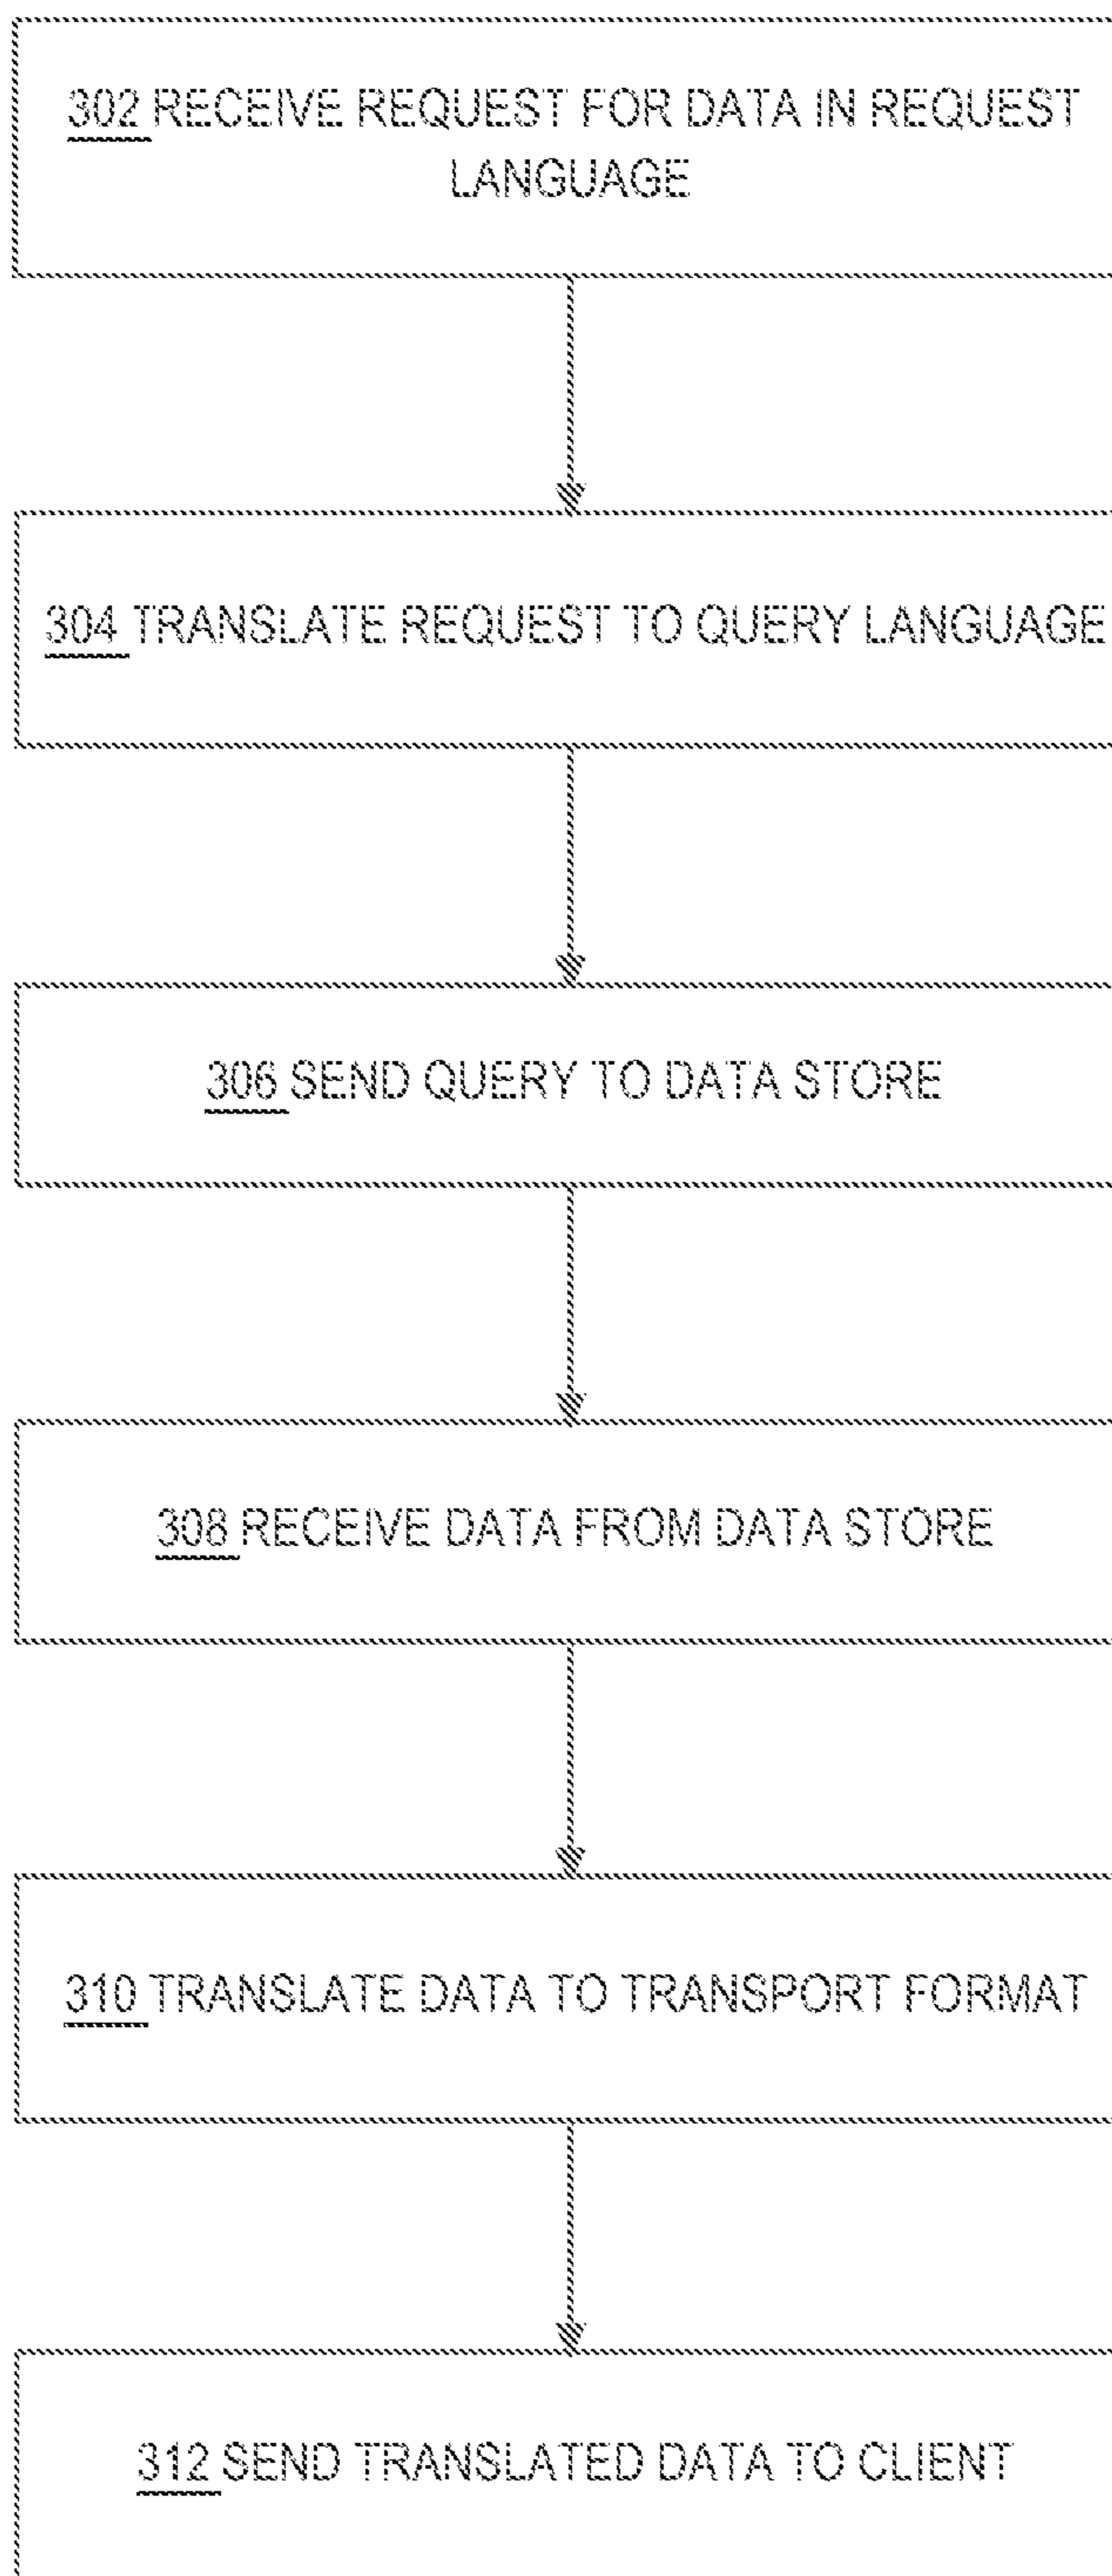 302 RECEIVE REQUEST FOR DATA IN REQUEST
LANGUAGE
304 TRANSLATE REQUEST TO QUERY LANGUAGE
306 SEND QUERY TO DATA STORE
308 RECEIVE DATA FROM DATA STORE
310 TRANSLATE DATA TO TRANSPORT FORMAT
312 SEND TRANSLATED DATA TO CLIENT